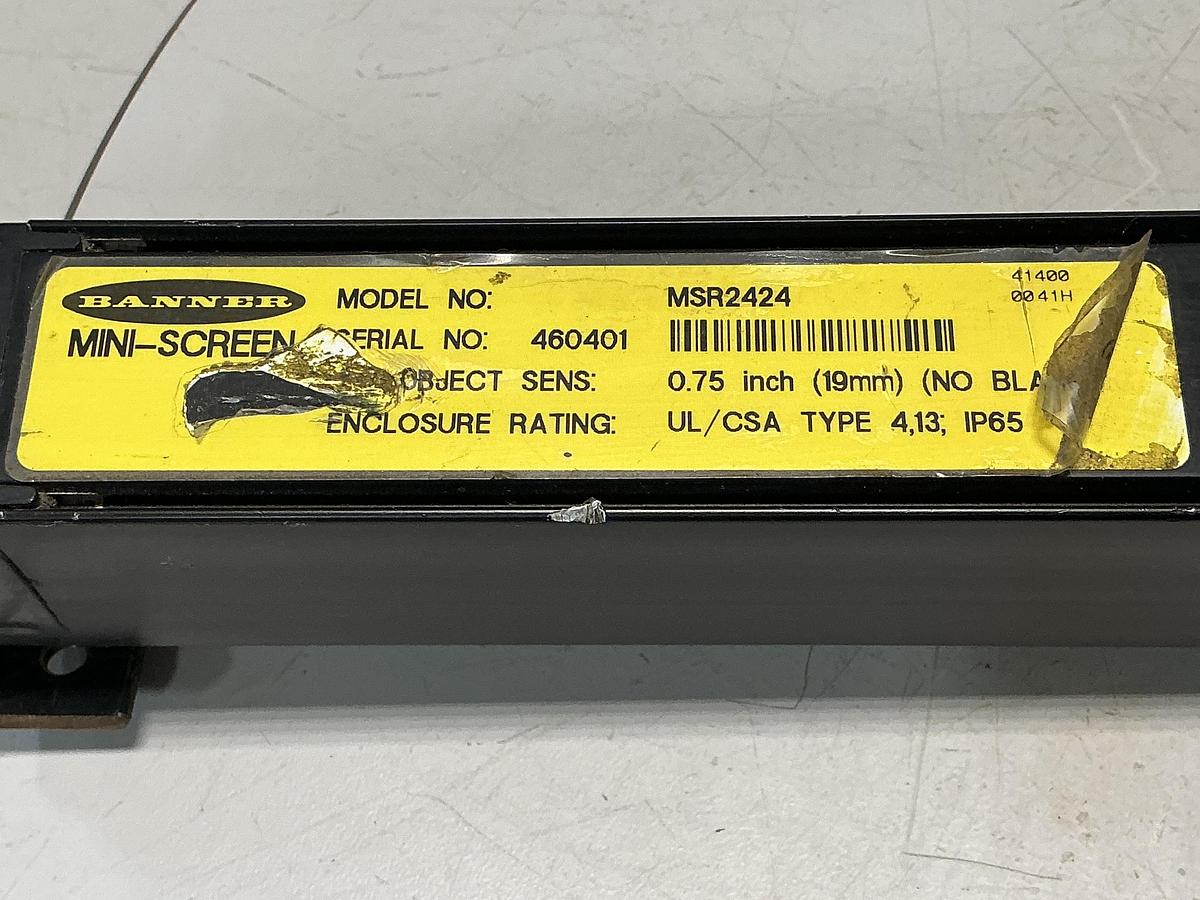 BANNER
MODEL NO: MSR2424
41400
0041H
MINI-SCREEN
SERIAL NO: 460401
OBJECT SENS: 0.75 inch (19mm) (NO
ENCLOSURE RATING: UL/CSA TYPE 4,13; IP65